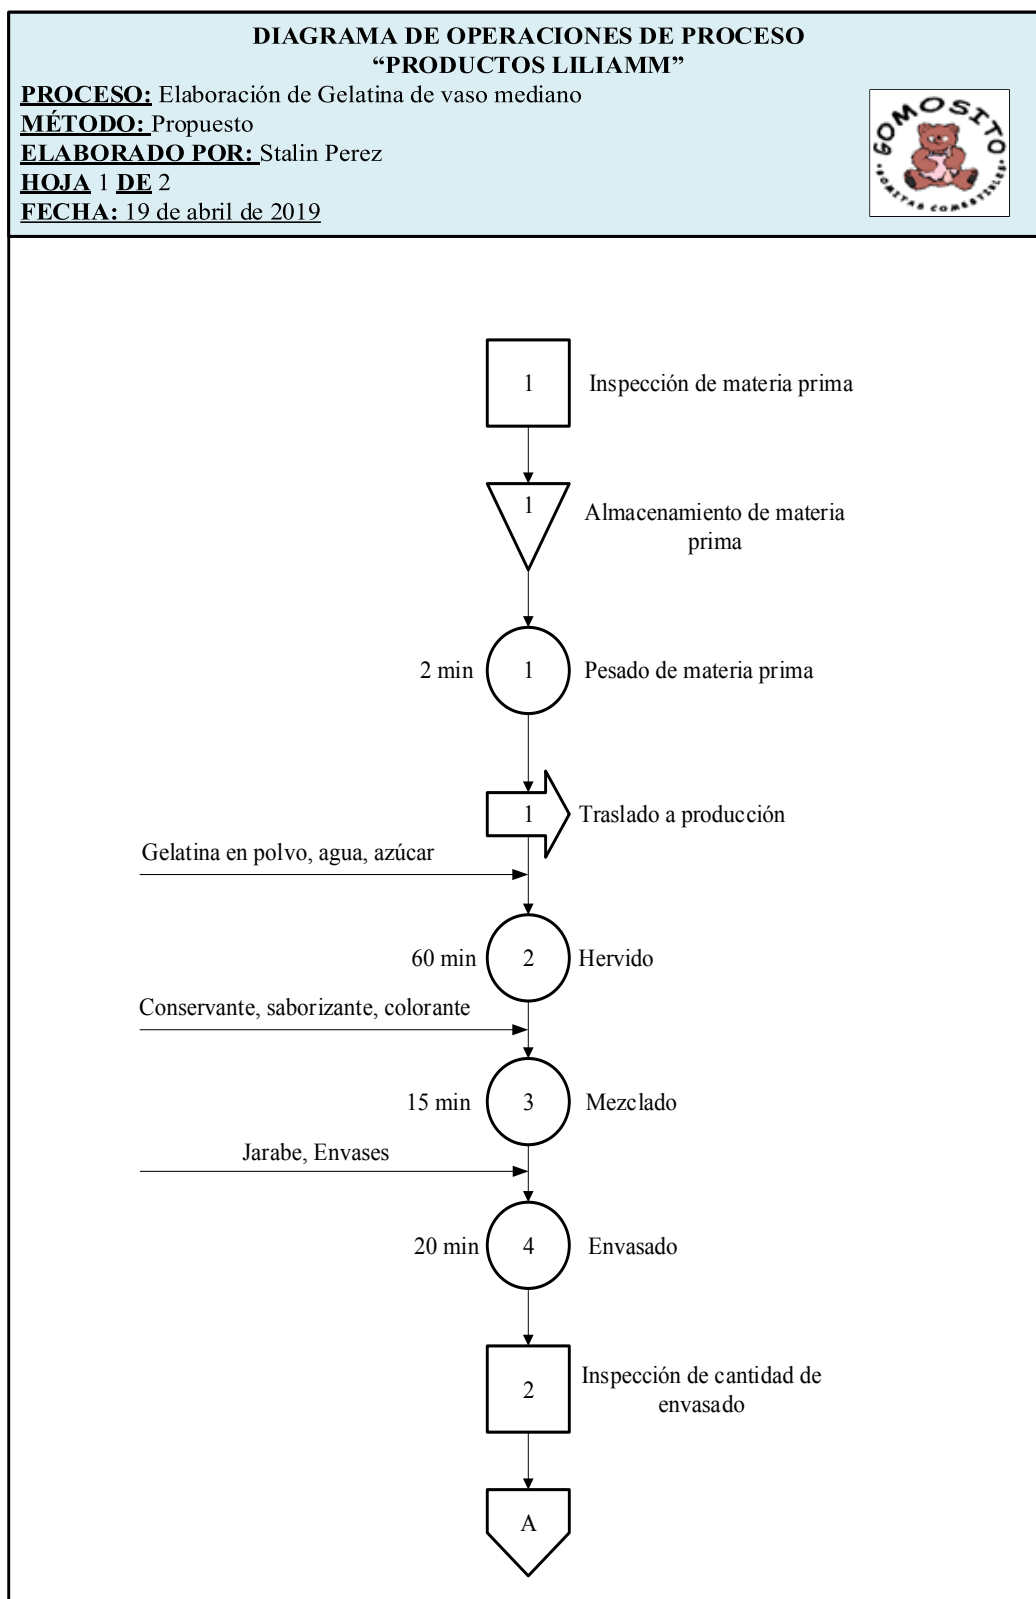 DIAGRAMA DE OPERACIONES DE PROCESO
“PRODUCTOS LILIAMM”
PROCESO: Elaboración de Gelatina de vaso mediano
MÉTODO: Propuesto
ELABORADO POR: Stalin Perez
HOJA 1 DE 2
FECHA: 19 de abril de 2019
GOMOSITO
GOMITAS COMESTIBLES
1
Inspección de materia prima
1
Almacenamiento de materia
prima
2 min
1
Pesado de materia prima
1
Traslado a producción
Gelatina en polvo, agua, azúcar
60 min
2
Hervido
Conservante, saborizante, colorante
15 min
3
Mezclado
Jarabe, Envases
20 min
4
Envasado
2
Inspección de cantidad de
envasado
A